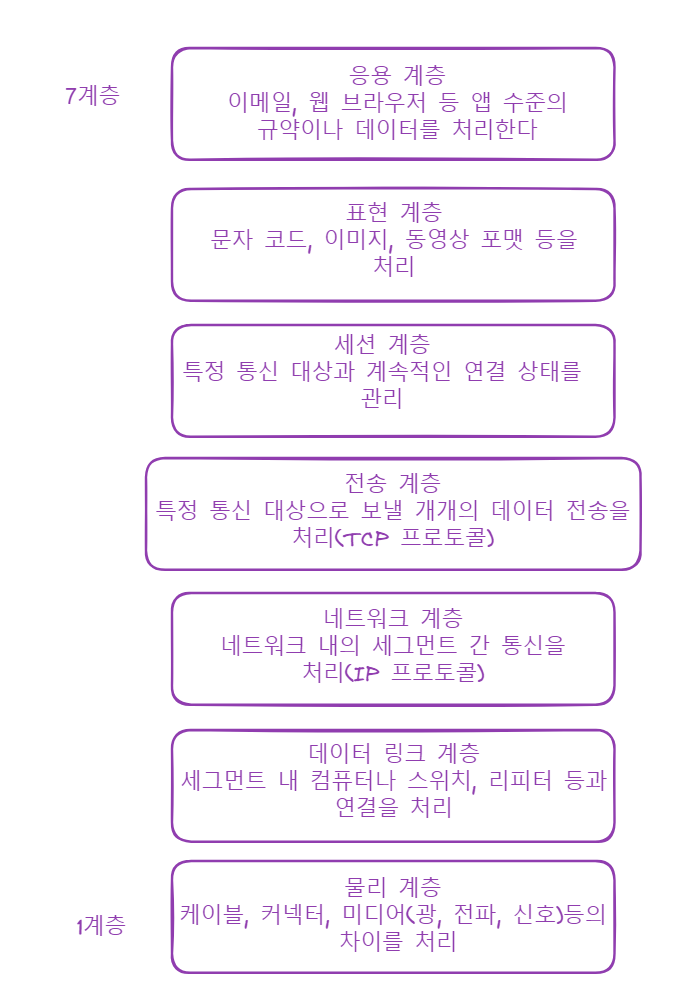 7계층
응용 계층
이메일, 웹 브라우저 등 앱 수준의
규약이나 데이터를 처리한다
표현 계층
문자 코드, 이미지, 동영상 포맷 등을
처리
세션 계층
특정 통신 대상과 계속적인 연결 상태를
관리
전송 계층
특정 통신 대상으로 보낼 개개의 데이터 전송을
처리(TCP 프로토콜)
네트워크 계층
네트워크 내의 세그먼트 간 통신을
처리(IP 프로토콜)
데이터 링크 계층
세그먼트 내 컴퓨터나 스위치, 리피터 등과
연결을 처리
1계층
물리 계층
케이블, 커넥터, 미디어(광, 전파, 신호)등의
차이를 처리